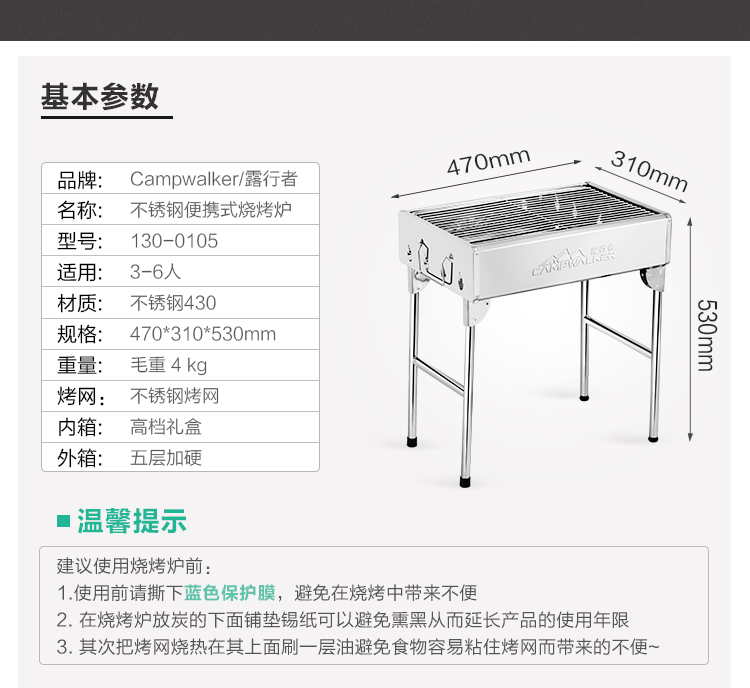 基本参数
品牌: Campwalker/露行者
名称: 不锈钢便携式烧烤炉
型号: 130-0105
适用: 3-6人
材质: 不锈钢430
规格: 470*310*530mm
重量: 毛重 4 kg
烤网: 不锈钢烤网
内箱: 高档礼盒
外箱: 五层加硬
470mm
310mm
530mm
CAMPWALKER
温馨提示
建议使用烧烤炉前:
1.使用前请撕下蓝色保护膜，避免在烧烤中带来不便
2. 在烧烤炉放炭的下面铺垫锡纸可以避免熏黑从而延长产品的使用年限
3. 其次把烤网烧热在其上面刷一层油避免食物容易粘住烤网而带来的不便~